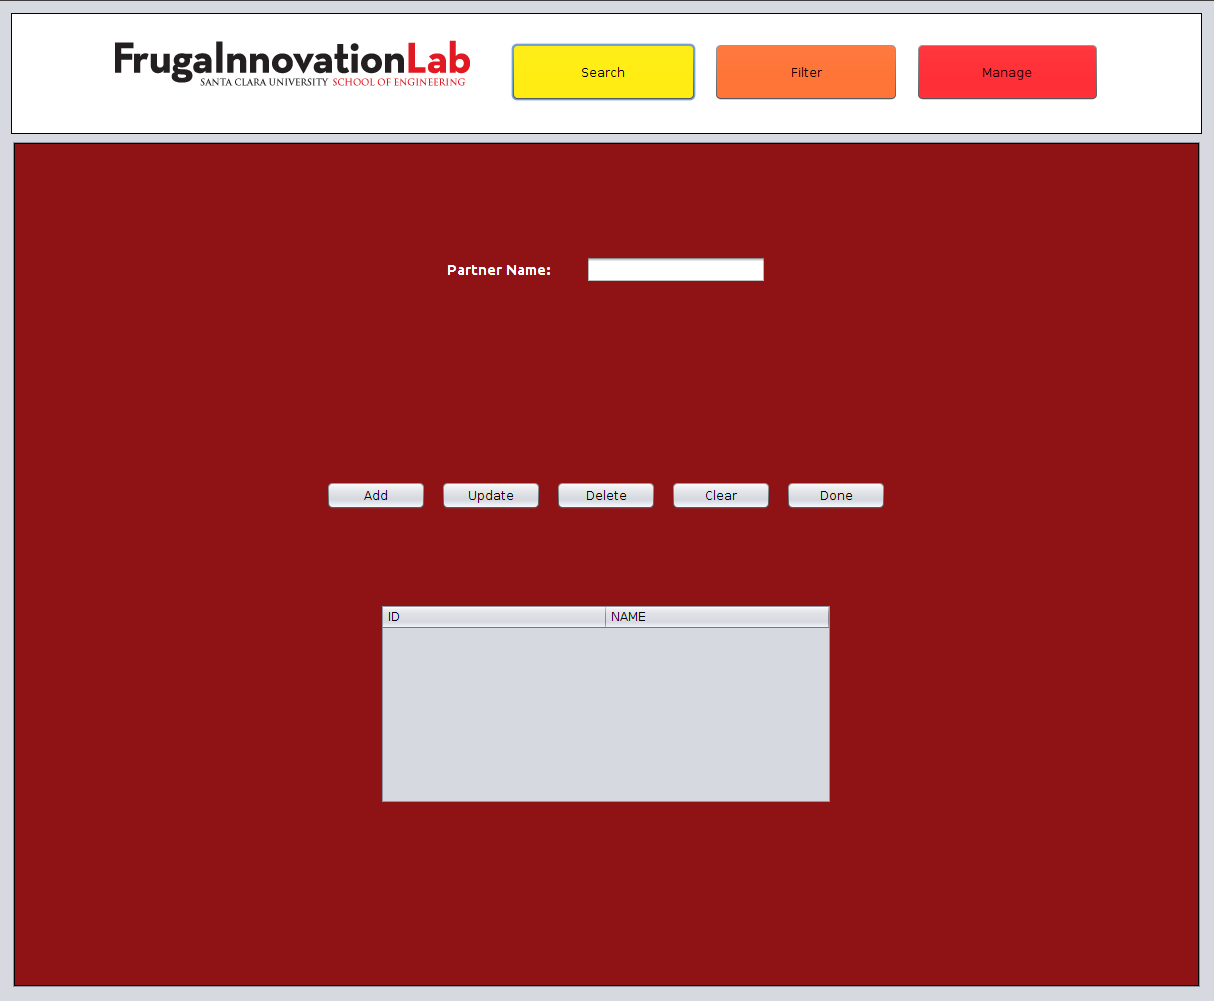 FrugalInnovationLab
SANTA CLARA UNIVERSITY SCHOOL OF ENGINEERING
Search
Filter
Manage
Partner Name:
Add
Update
Delete
Clear
Done
ID
NAME